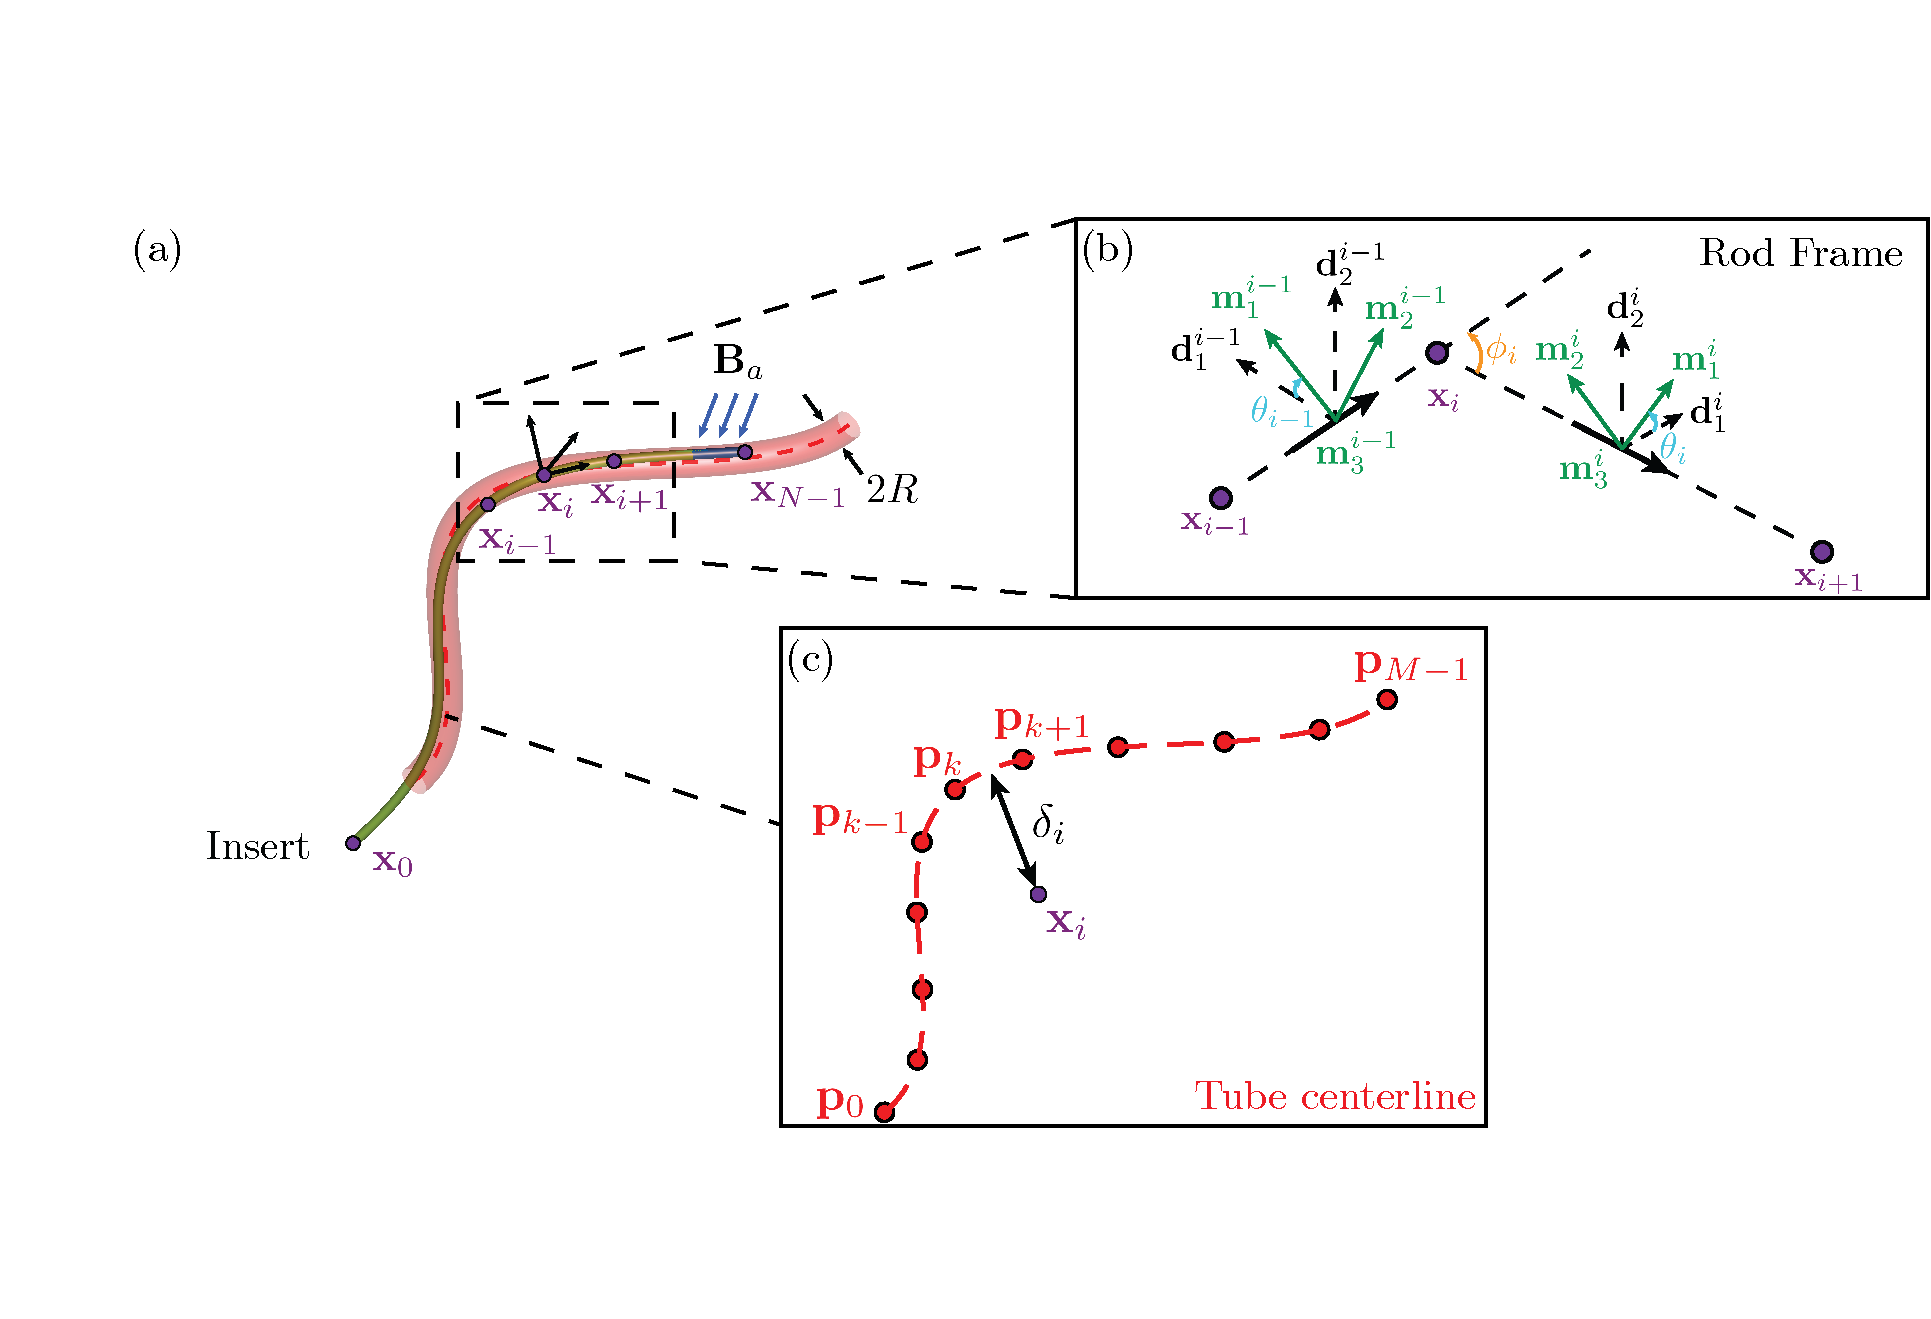 (a)
B_a
2R
x_{N−1}
x_{i+1}
x_i
x_{i−1}
Insert
x_0
(b)
Rod Frame
d_2^{i−1}
m_1^{i−1}
m_2^{i−1}
d_1^{i−1}
θ_{i−1}
m_3^{i−1}
x_i
ϕ_i
d_2^i
m_2^i
m_1^i
d_1^i
θ_i
m_3^i
x_{i−1}
x_{i+1}
(c)
p_{M−1}
p_{k+1}
p_k
p_{k−1}
δ_i
x_i
p_0
Tube centerline